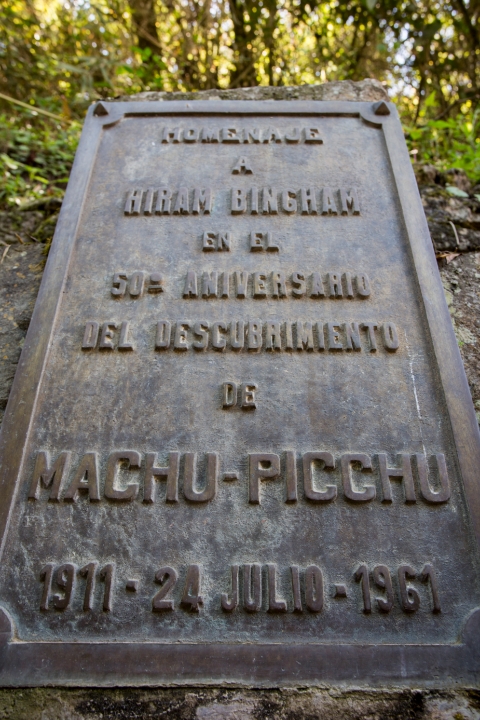 HOMENAJE
A
HIRAM BINGHAM
EN EL
50º ANIVERSARIO
DEL DESCUBRIMIENTO
DE
MACHU-PICCHU
1911-24 JULIO-1961